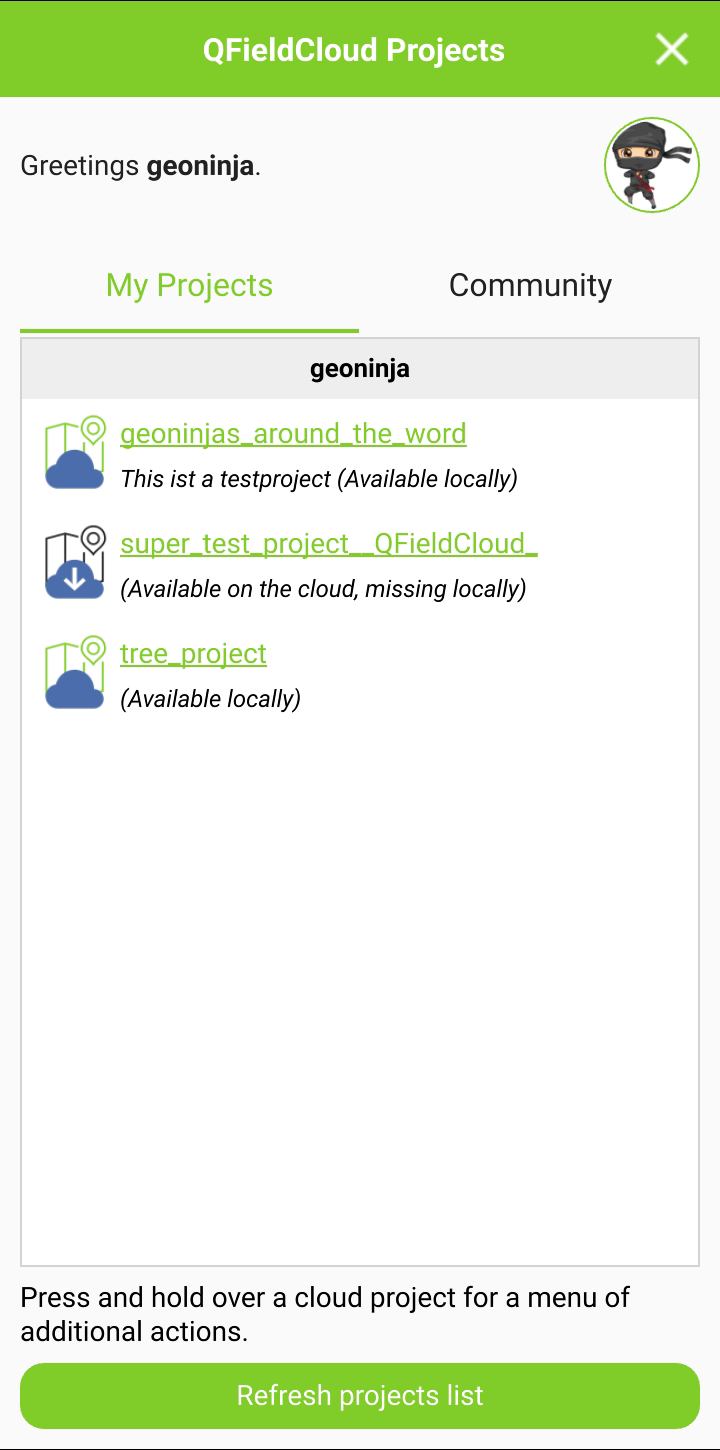 QFieldCloud Projects
Greetings geoninja.
My Projects
Community
geoninja
geoninjas_around_the_word
This ist a testproject (Available locally)
super_test_project__QFieldCloud_
(Available on the cloud, missing locally)
tree_project
(Available locally)
Press and hold over a cloud project for a menu of
additional actions.
Refresh projects list